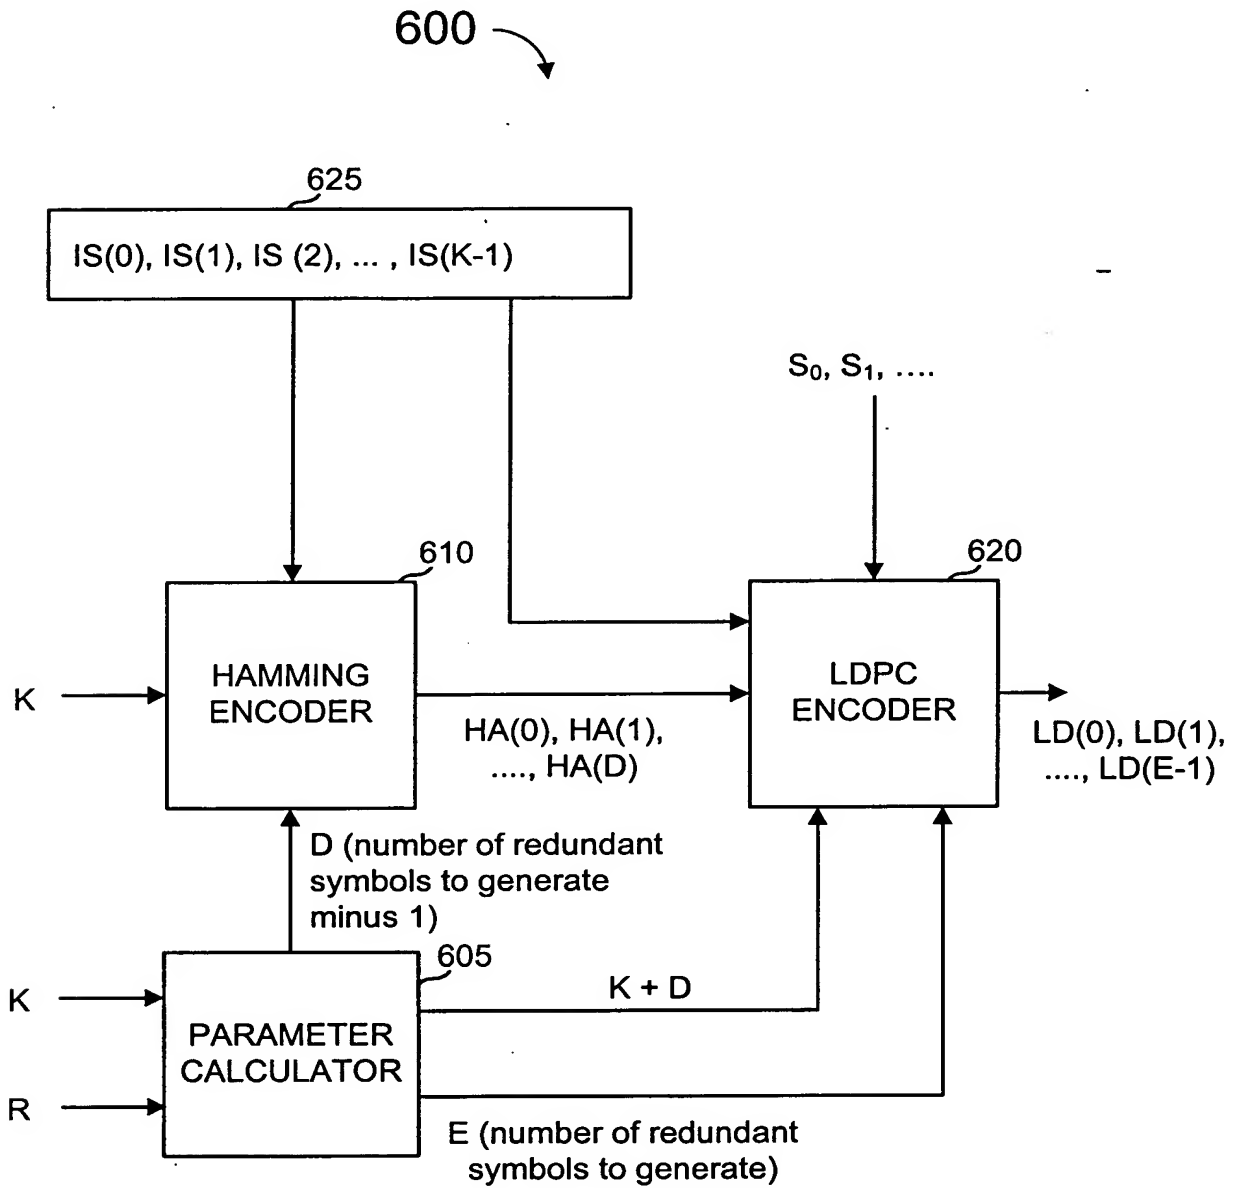 600
625
IS(0), IS(1), IS (2), ... , IS(K-1)
S₀, S₁, ....
610
620
HAMMING
ENCODER
LDPC
ENCODER
K
HA(0), HA(1),
...., HA(D)
LD(0), LD(1),
...., LD(E-1)
D (number of redundant
symbols to generate
minus 1)
605
K
K + D
PARAMETER
CALCULATOR
R
E (number of redundant
symbols to generate)